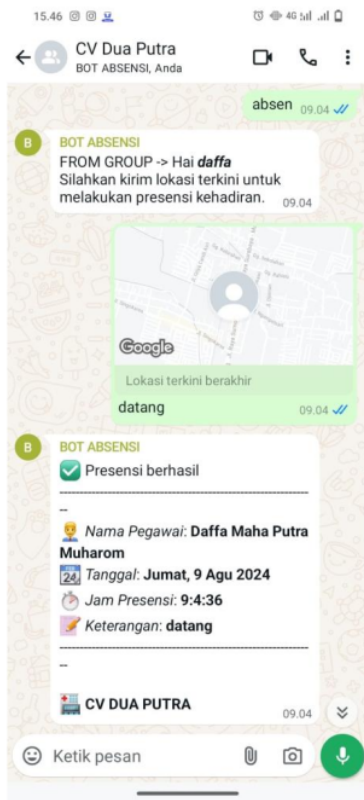 15.46
4G
CV Dua Putra
BOT ABSENSI, Anda
absen 09.04
B
BOT ABSENSI
FROM GROUP -> Hai daffa
Silahkan kirim lokasi terkini untuk
melakukan presensi kehadiran. 09.04
Google
Lokasi terkini berakhir
datang 09.04
B
BOT ABSENSI
✅ Presensi berhasil
--------------------------------------------------------------
--
Nama Pegawai: Daffa Maha Putra
Muharom
24 Tanggal: Jumat, 9 Agu 2024
Jam Presensi: 9:4:36
Keterangan: datang
--------------------------------------------------------------
--
CV DUA PUTRA
09.04
Ketik pesan